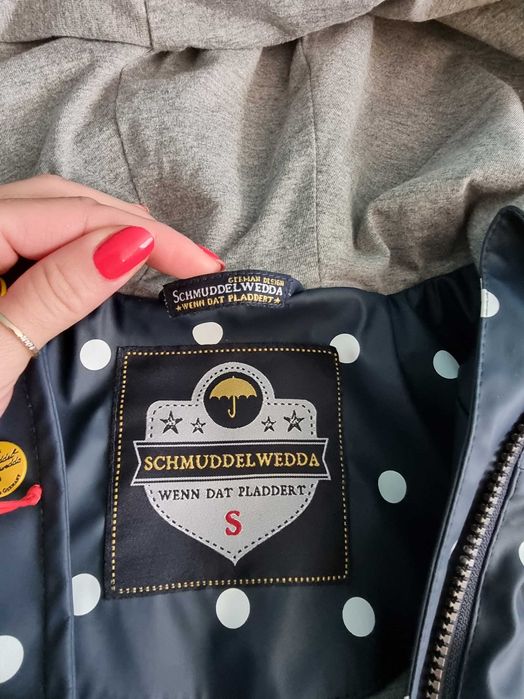 GERMAN DESIGN
SCHMUDDELWEDDA
★ WENN DAT PLADDERT ★
SCHMUDDELWEDDA
WENN DAT PLADDERT
S